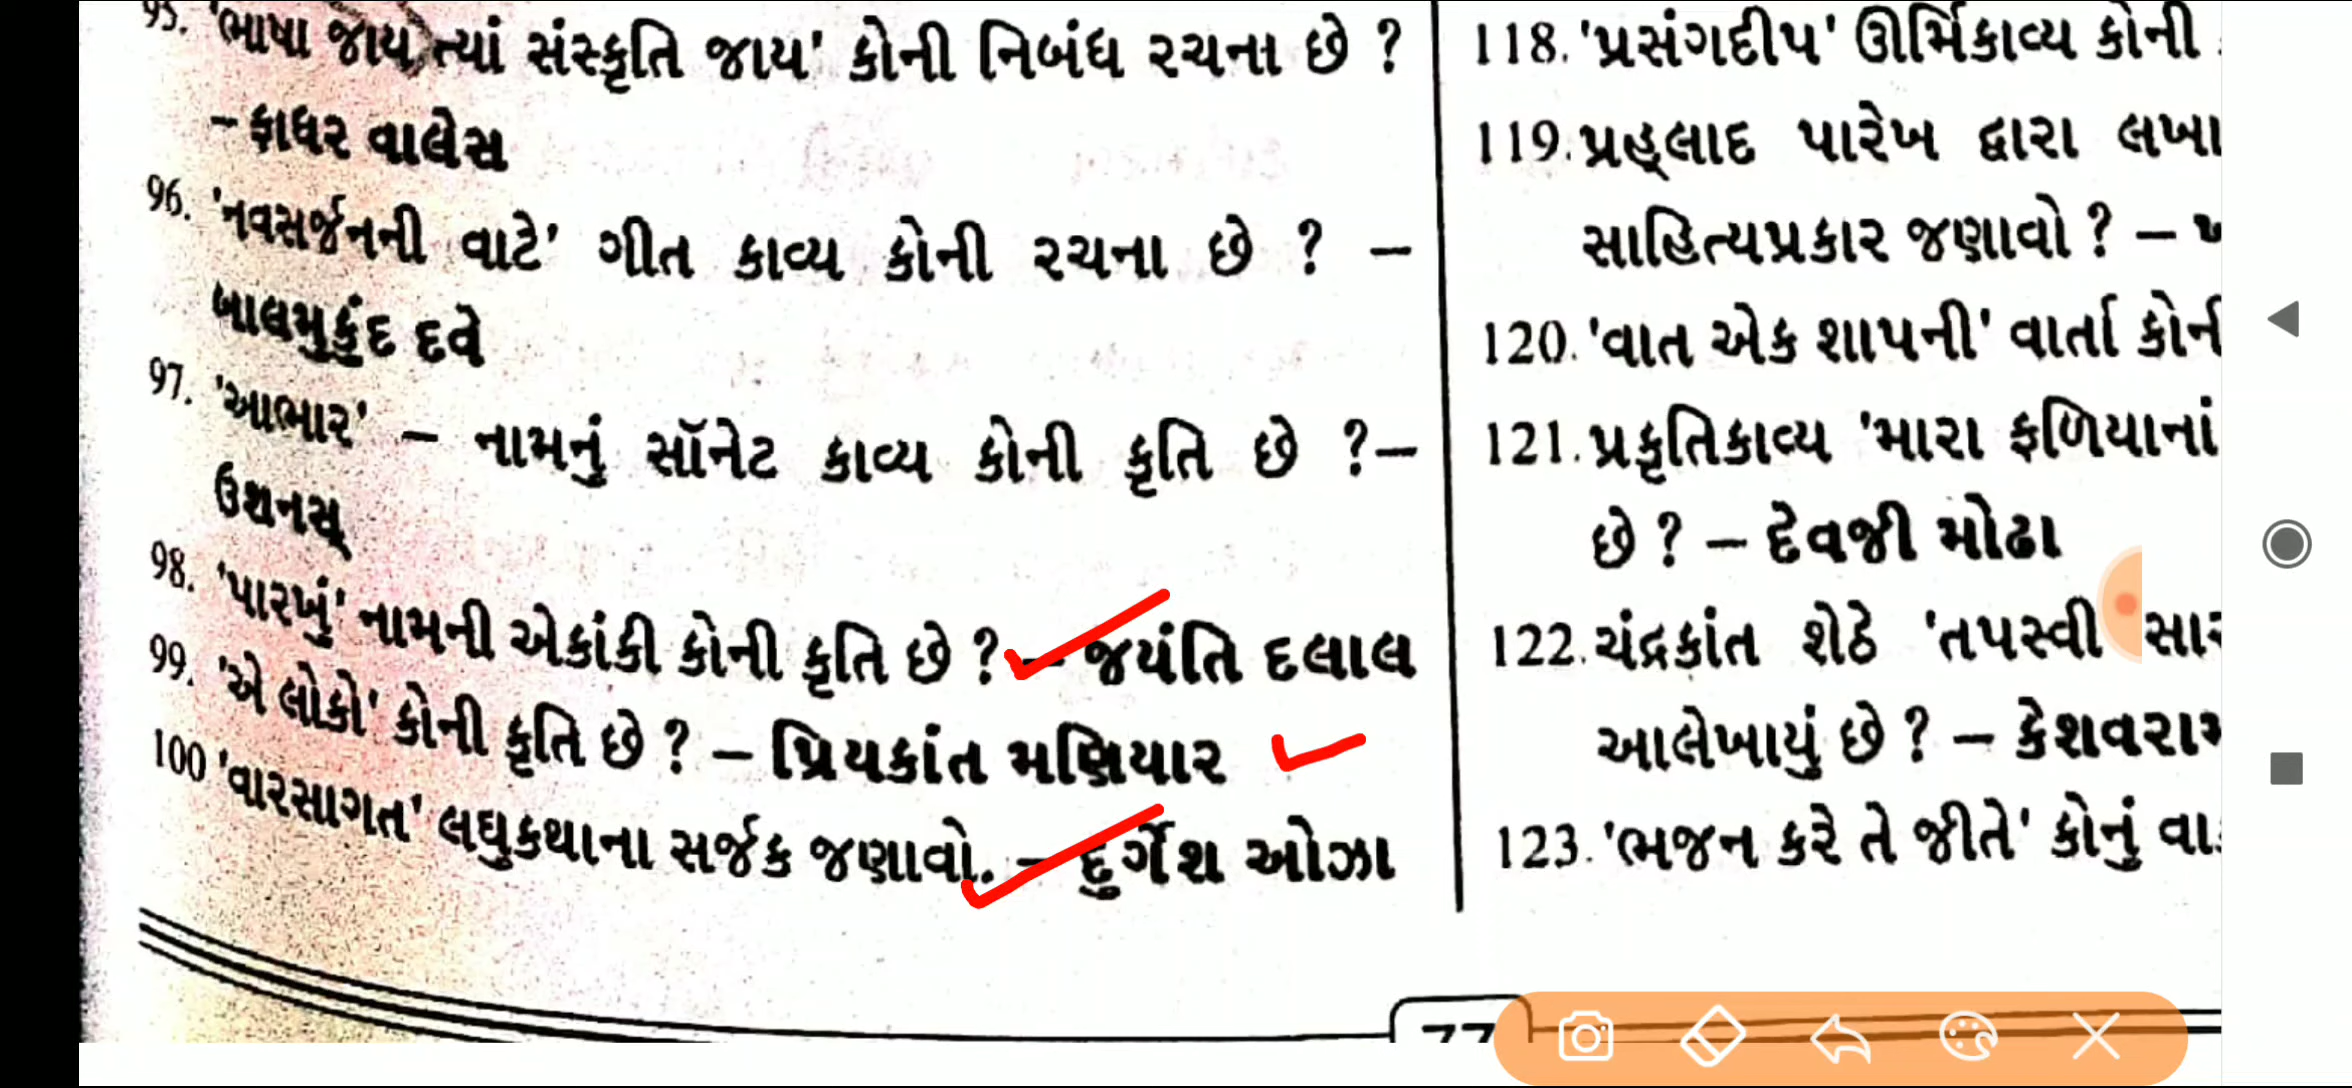 95. 'ભાષા જાય ત્યાં સંસ્કૃતિ જાય' કોની નિબંધ રચના છે ?
– ફાધર વાલેસ
96. 'નવસર્જનની વાટે' ગીત કાવ્ય કોની રચના છે ? –
બાલમુકુંદ દવે
97. 'આભાર' – નામનું સૉનેટ કાવ્ય કોની કૃતિ છે ?–
ઉશનસ્
98. 'પારખું' નામની એકાંકી કોની કૃતિ છે ? – જયંતિ દલાલ
99. 'એ લોકો' કોની કૃતિ છે ? – પ્રિયકાંત મણિયાર
100 'વારસાગત' લઘુકથાના સર્જક જણાવો. – દુર્ગેશ ઓઝા
118. 'પ્રસંગદીપ' ઊર્મિકાવ્ય કોની
119. પ્રહ્લાદ પારેખ દ્વારા લખા
સાહિત્યપ્રકાર જણાવો ? –
120. 'વાત એક શાપની' વાર્તા કોની
121. પ્રકૃતિકાવ્ય 'મારા ફળિયાનાં
છે ? – દેવજી મોઢા
122. ચંદ્રકાંત શેઠે 'તપસ્વી
આલેખાયું છે ? – કેશવરામ
123. 'ભજન કરે તે જીતે' કોનું